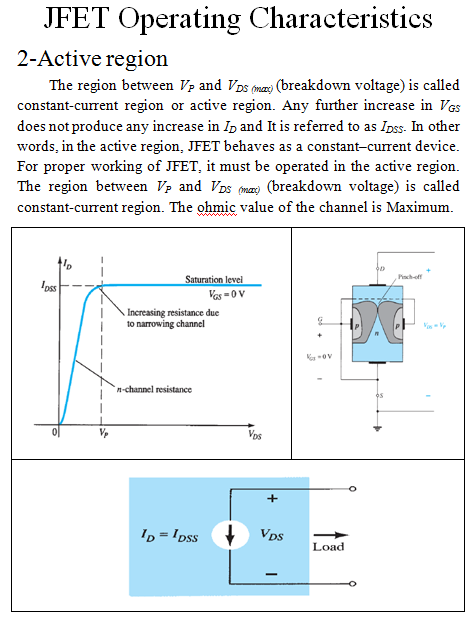 JFET Operating Characteristics
2-Active region
The region between VP and VDS (max) (breakdown voltage) is called
constant-current region or active region. Any further increase in VGS
does not produce any increase in ID and It is referred to as IDSS. In other
words, in the active region, JFET behaves as a constant–current device.
For proper working of JFET, it must be operated in the active region.
The region between VP and VDS (max) (breakdown voltage) is called
constant-current region. The ohmic value of the channel is Maximum.
ID
IDSS
Saturation level
VGS = 0 V
Increasing resistance due
to narrowing channel
n-channel resistance
0
VP
VDS
D
+
Pinch-off
G
p
p
n
+
VDS = VP
VGS = 0 V
–
S
–
+
ID = IDSS
VDS
Load
–